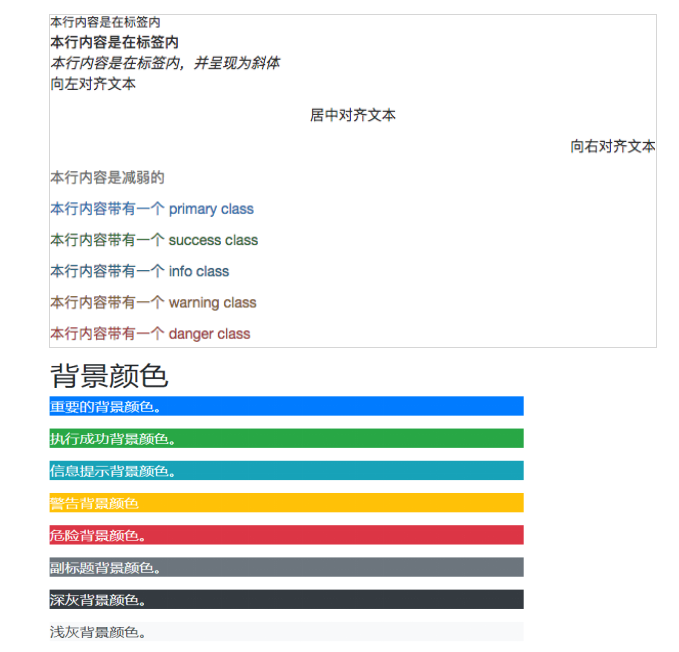 本行内容是在标签内
本行内容是在标签内
本行内容是在标签内，并呈现为斜体
向左对齐文本
居中对齐文本
向右对齐文本
本行内容是减弱的
本行内容带有一个 primary class
本行内容带有一个 success class
本行内容带有一个 info class
本行内容带有一个 warning class
本行内容带有一个 danger class
背景颜色
重要的背景颜色。
执行成功背景颜色。
信息提示背景颜色。
警告背景颜色
危险背景颜色。
副标题背景颜色。
深灰背景颜色。
浅灰背景颜色。